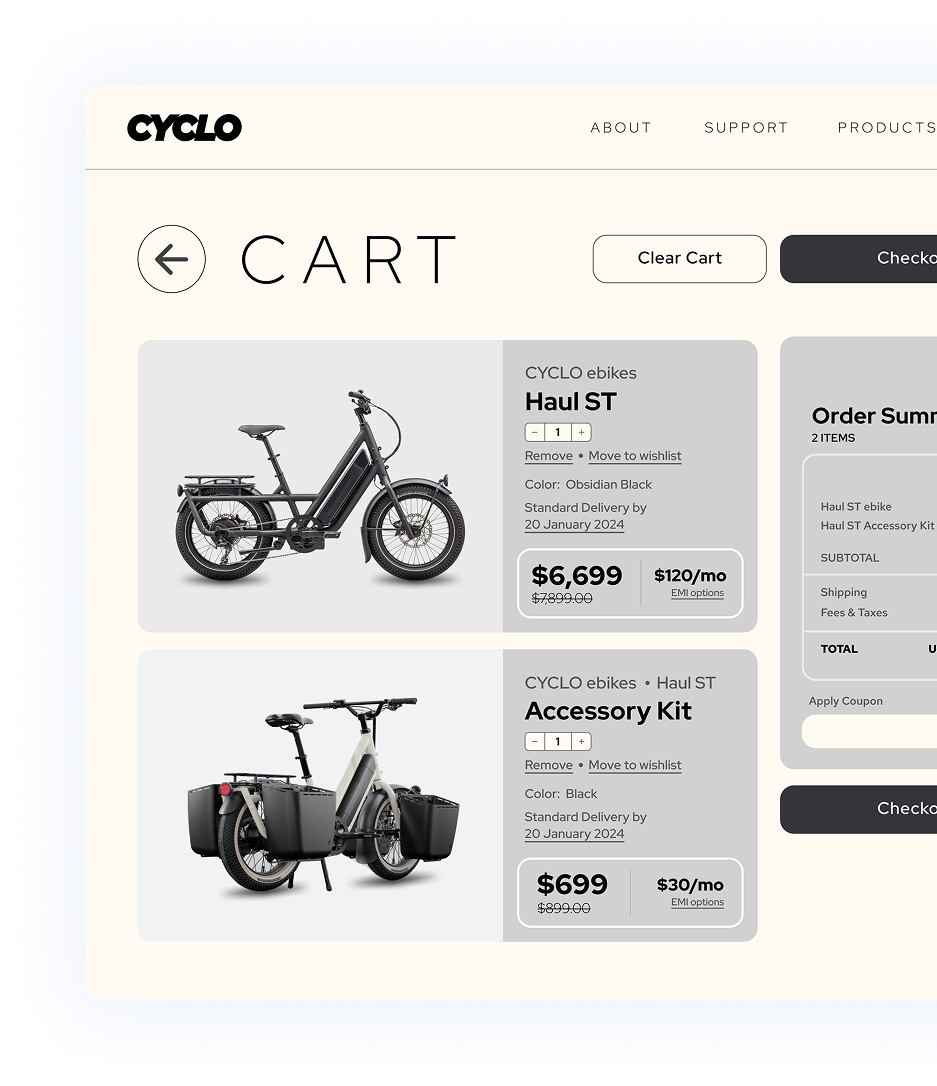 CYCLO
ABOUT SUPPORT PRODUCTS
CART
Clear Cart
CYCLO ebikes
Haul ST
− 1 +
Remove • Move to wishlist
Color: Obsidian Black
Standard Delivery by
20 January 2024
$6,699 $120/mo
$7,899.00 EMI options
CYCLO ebikes • Haul ST
Accessory Kit
− 1 +
Remove • Move to wishlist
Color: Black
Standard Delivery by
20 January 2024
$699 $30/mo
$899.00 EMI options
Order
2 ITEMS
Haul ST ebike
Haul ST Accessory Kit
SUBTOTAL
Shipping
Fees & Taxes
TOTAL
Apply Coupon